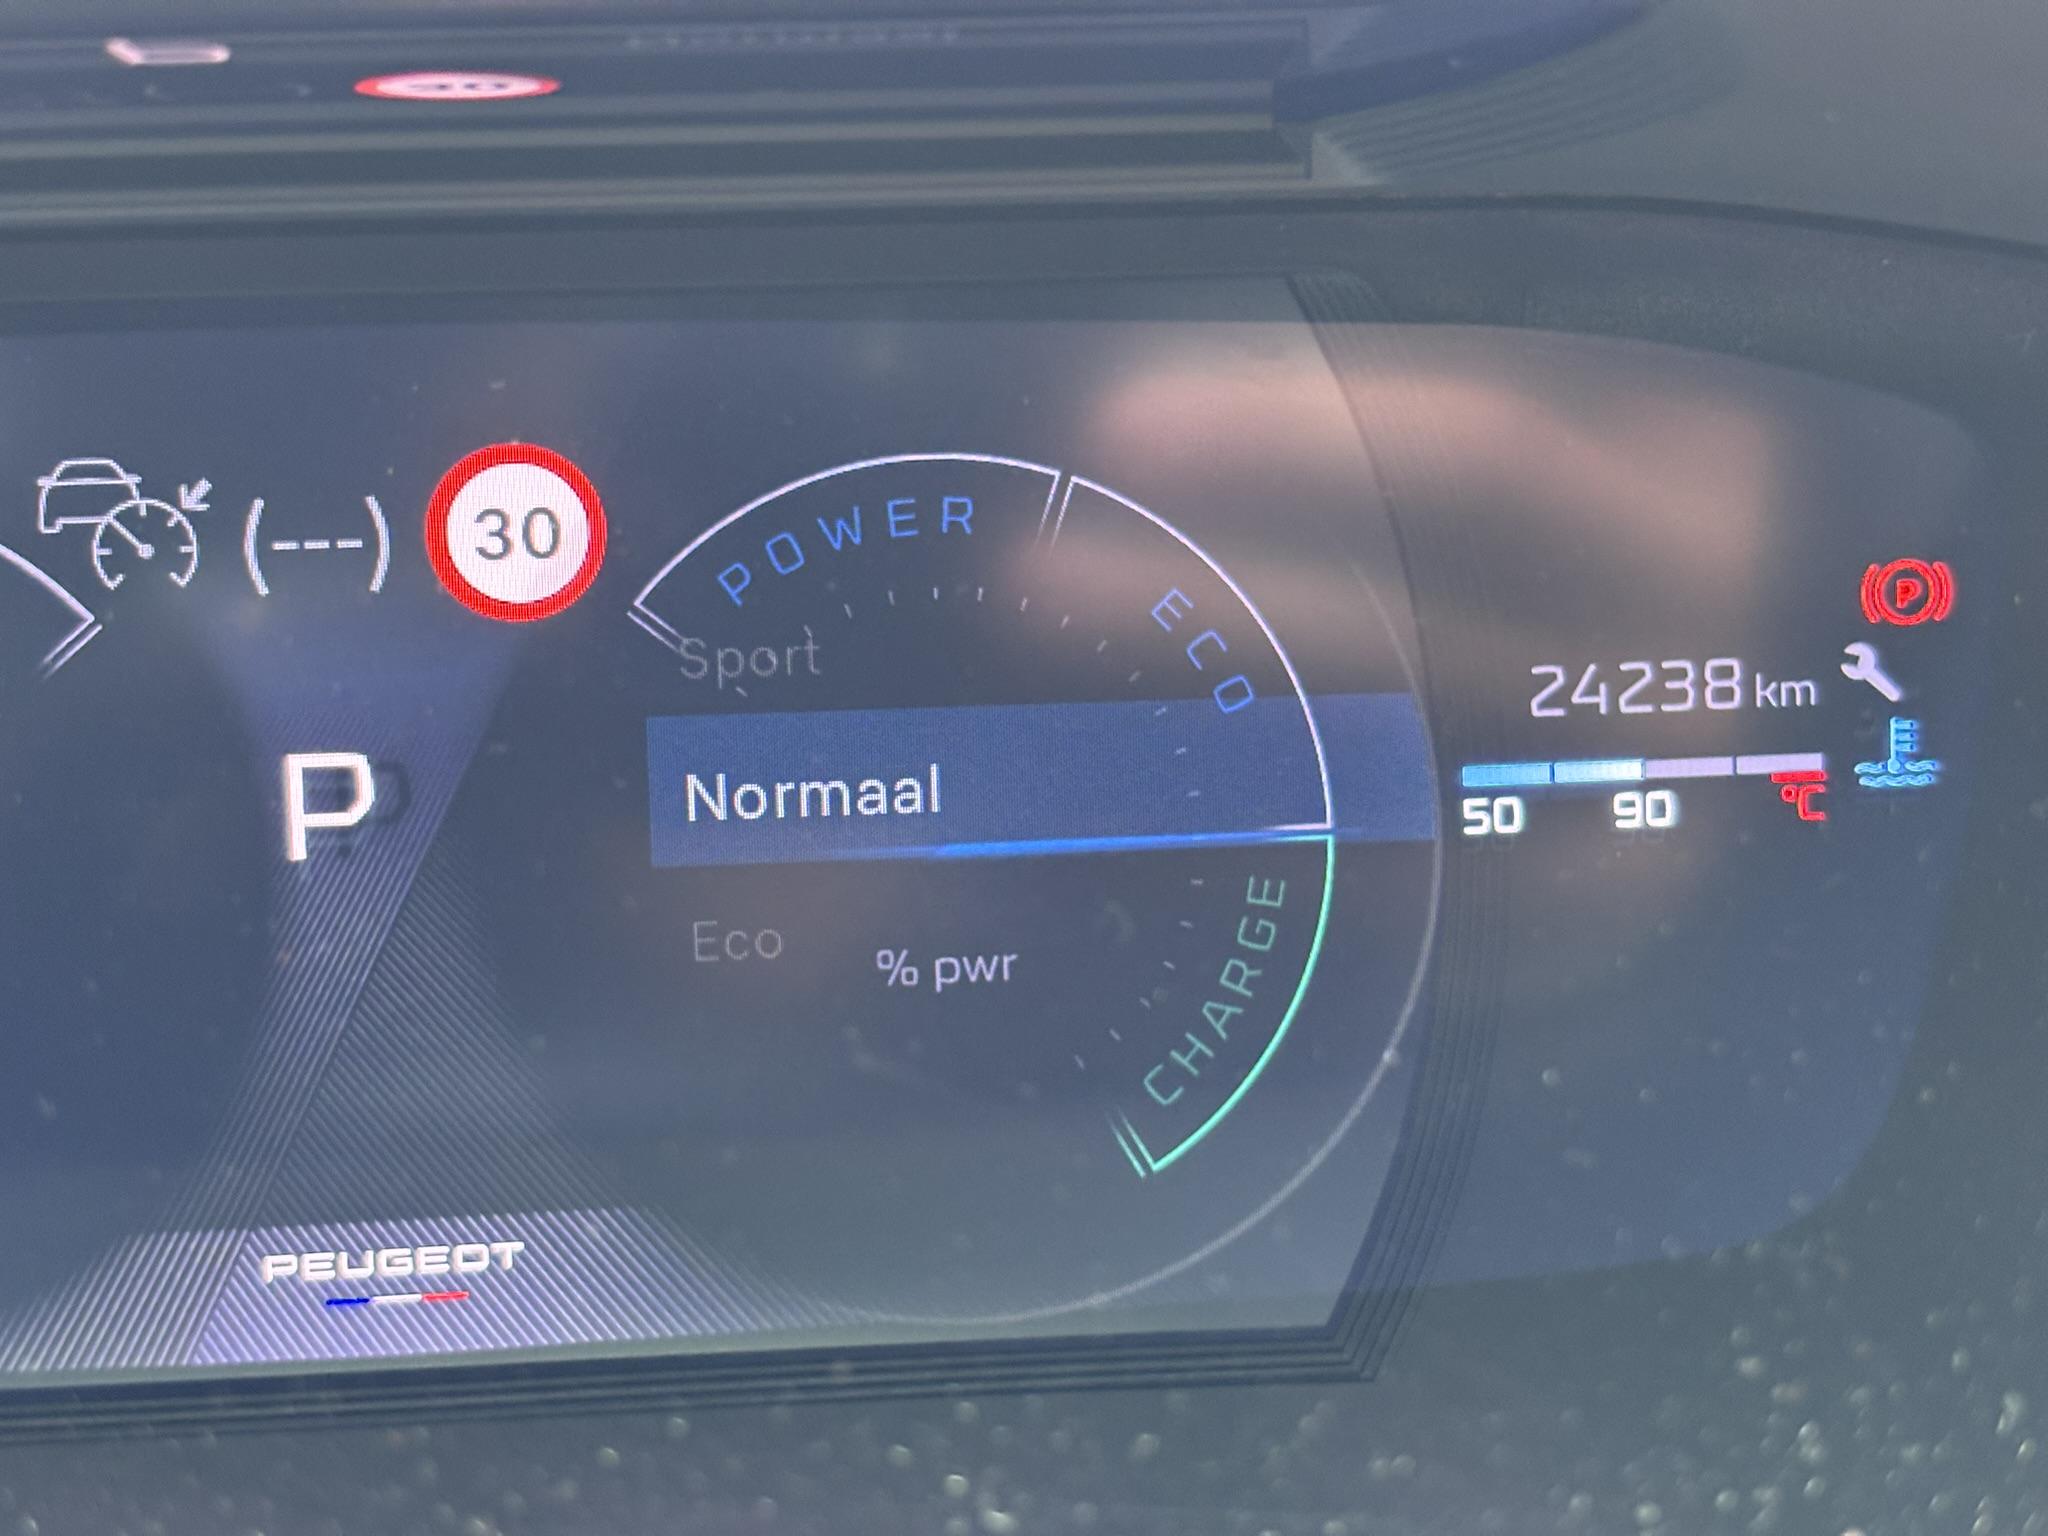 (---)
30
POWER
ECO
Sport
P
Normaal
Eco
% pwr
CHARGE
P
24238 km
50
90
°C
PEUGEOT